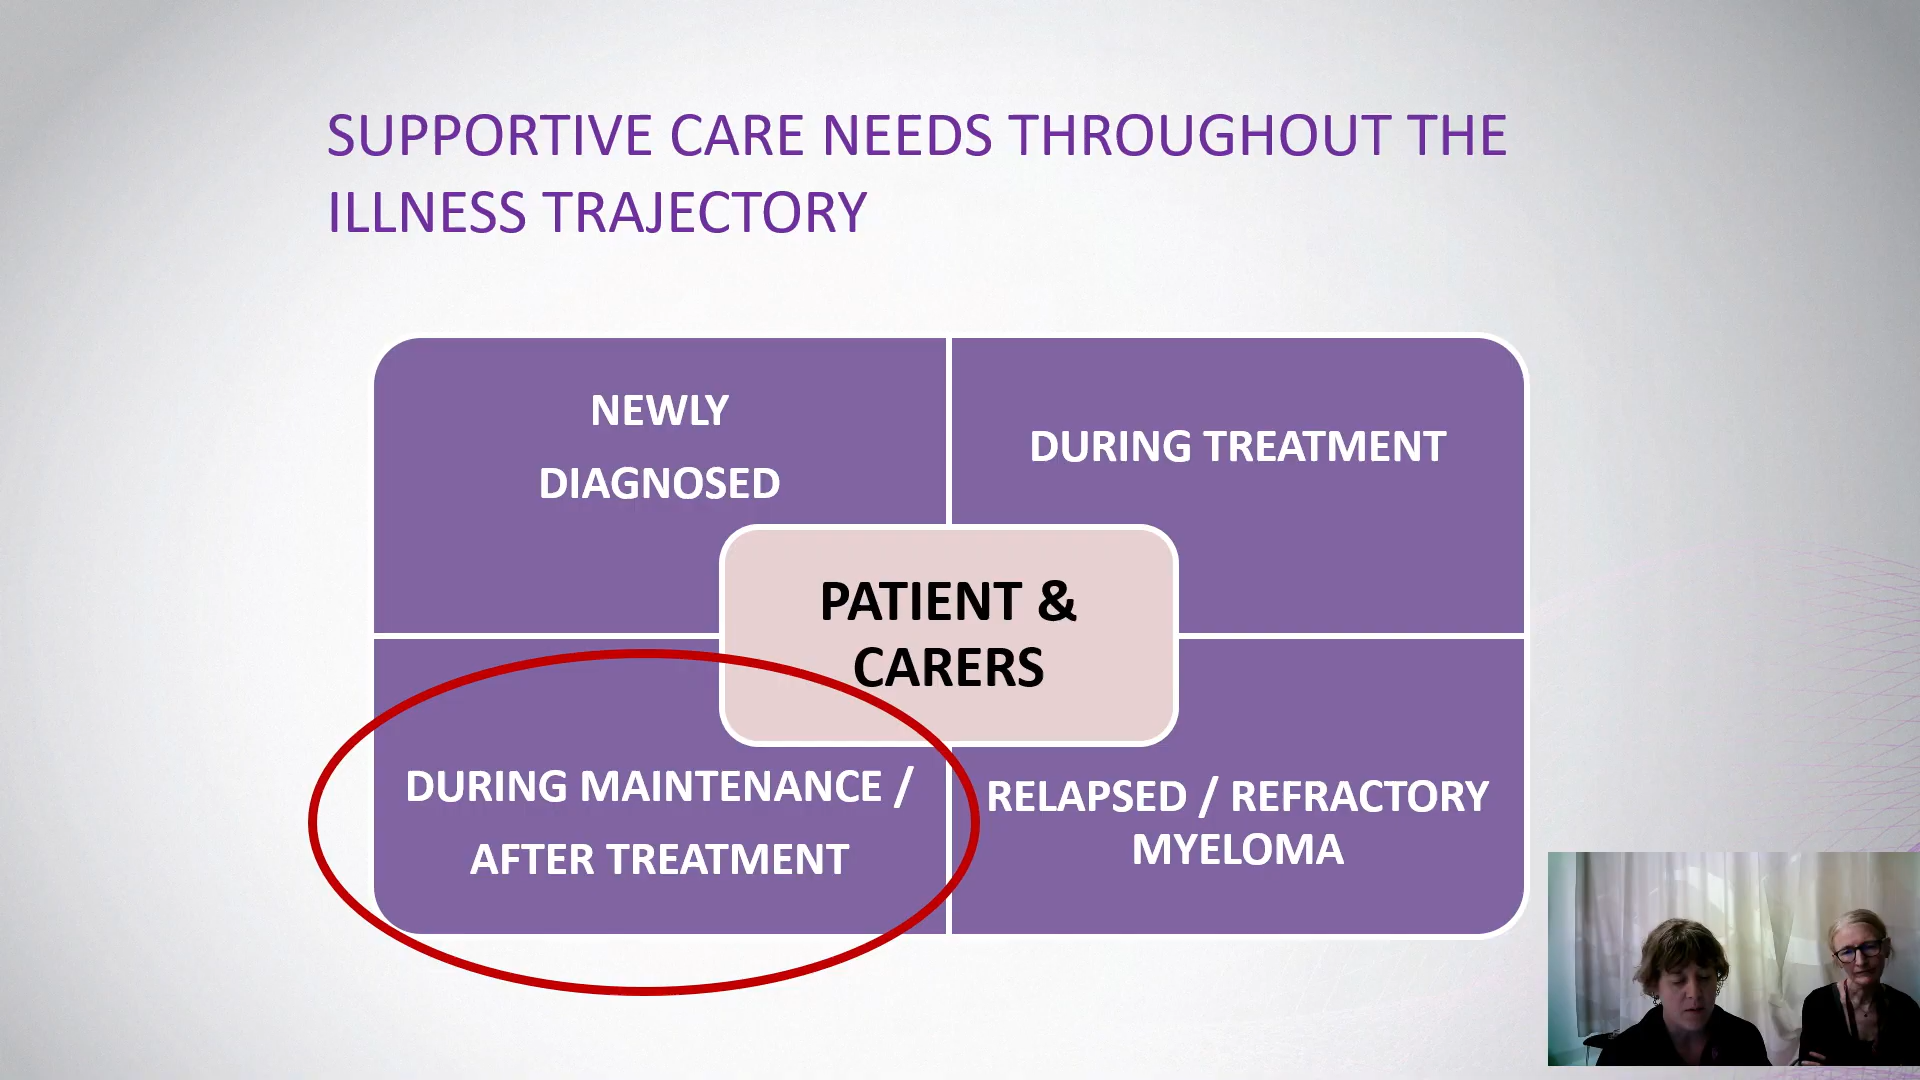 SUPPORTIVE CARE NEEDS THROUGHOUT THE
ILLNESS TRAJECTORY
NEWLY
DIAGNOSED
DURING TREATMENT
PATIENT &
CARERS
DURING MAINTENANCE /
AFTER TREATMENT
RELAPSED / REFRACTORY
MYELOMA